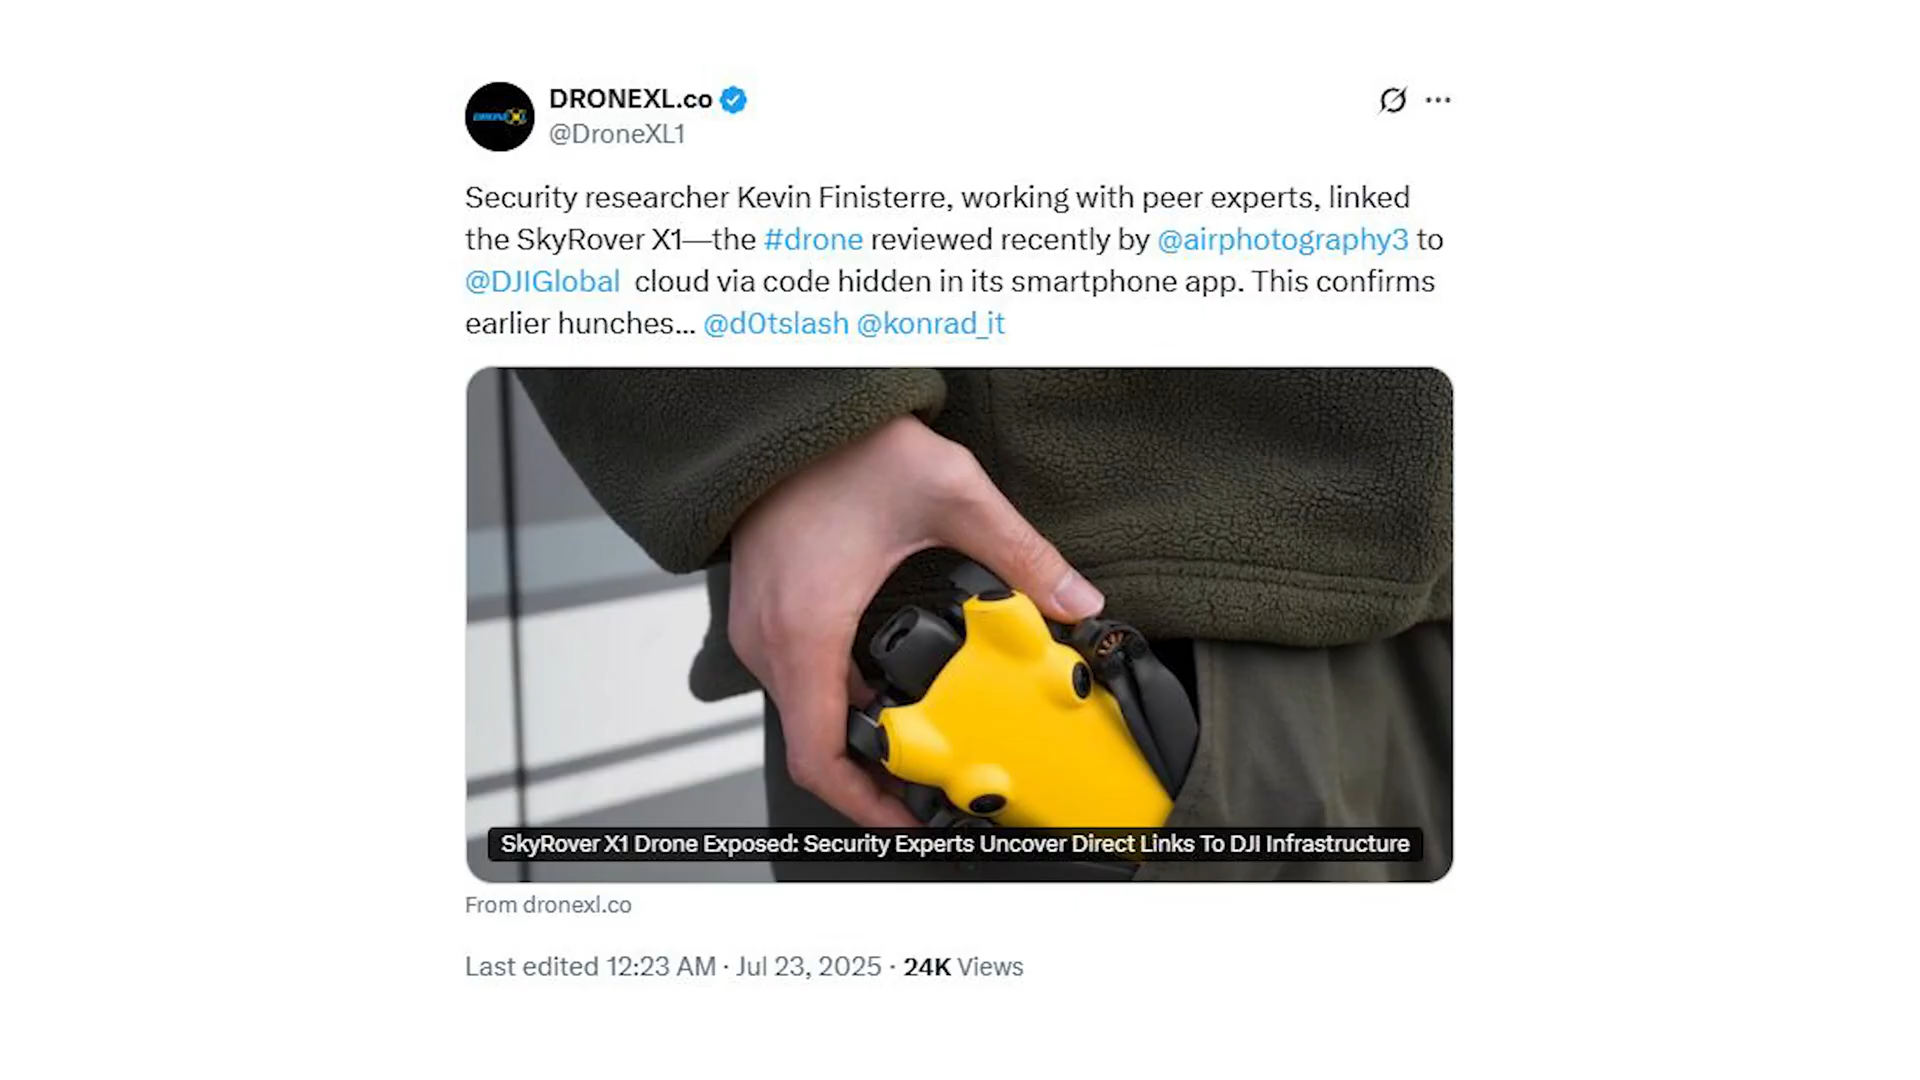 DRONEXL.co
@DroneXL1
Security researcher Kevin Finisterre, working with peer experts, linked
the SkyRover X1—the #drone reviewed recently by @airphotography3 to
@DJIGlobal cloud via code hidden in its smartphone app. This confirms
earlier hunches... @d0tslash @konrad_it
SkyRover X1 Drone Exposed: Security Experts Uncover Direct Links To DJI Infrastructure
From dronexl.co
Last edited 12:23 AM · Jul 23, 2025 · 24K Views